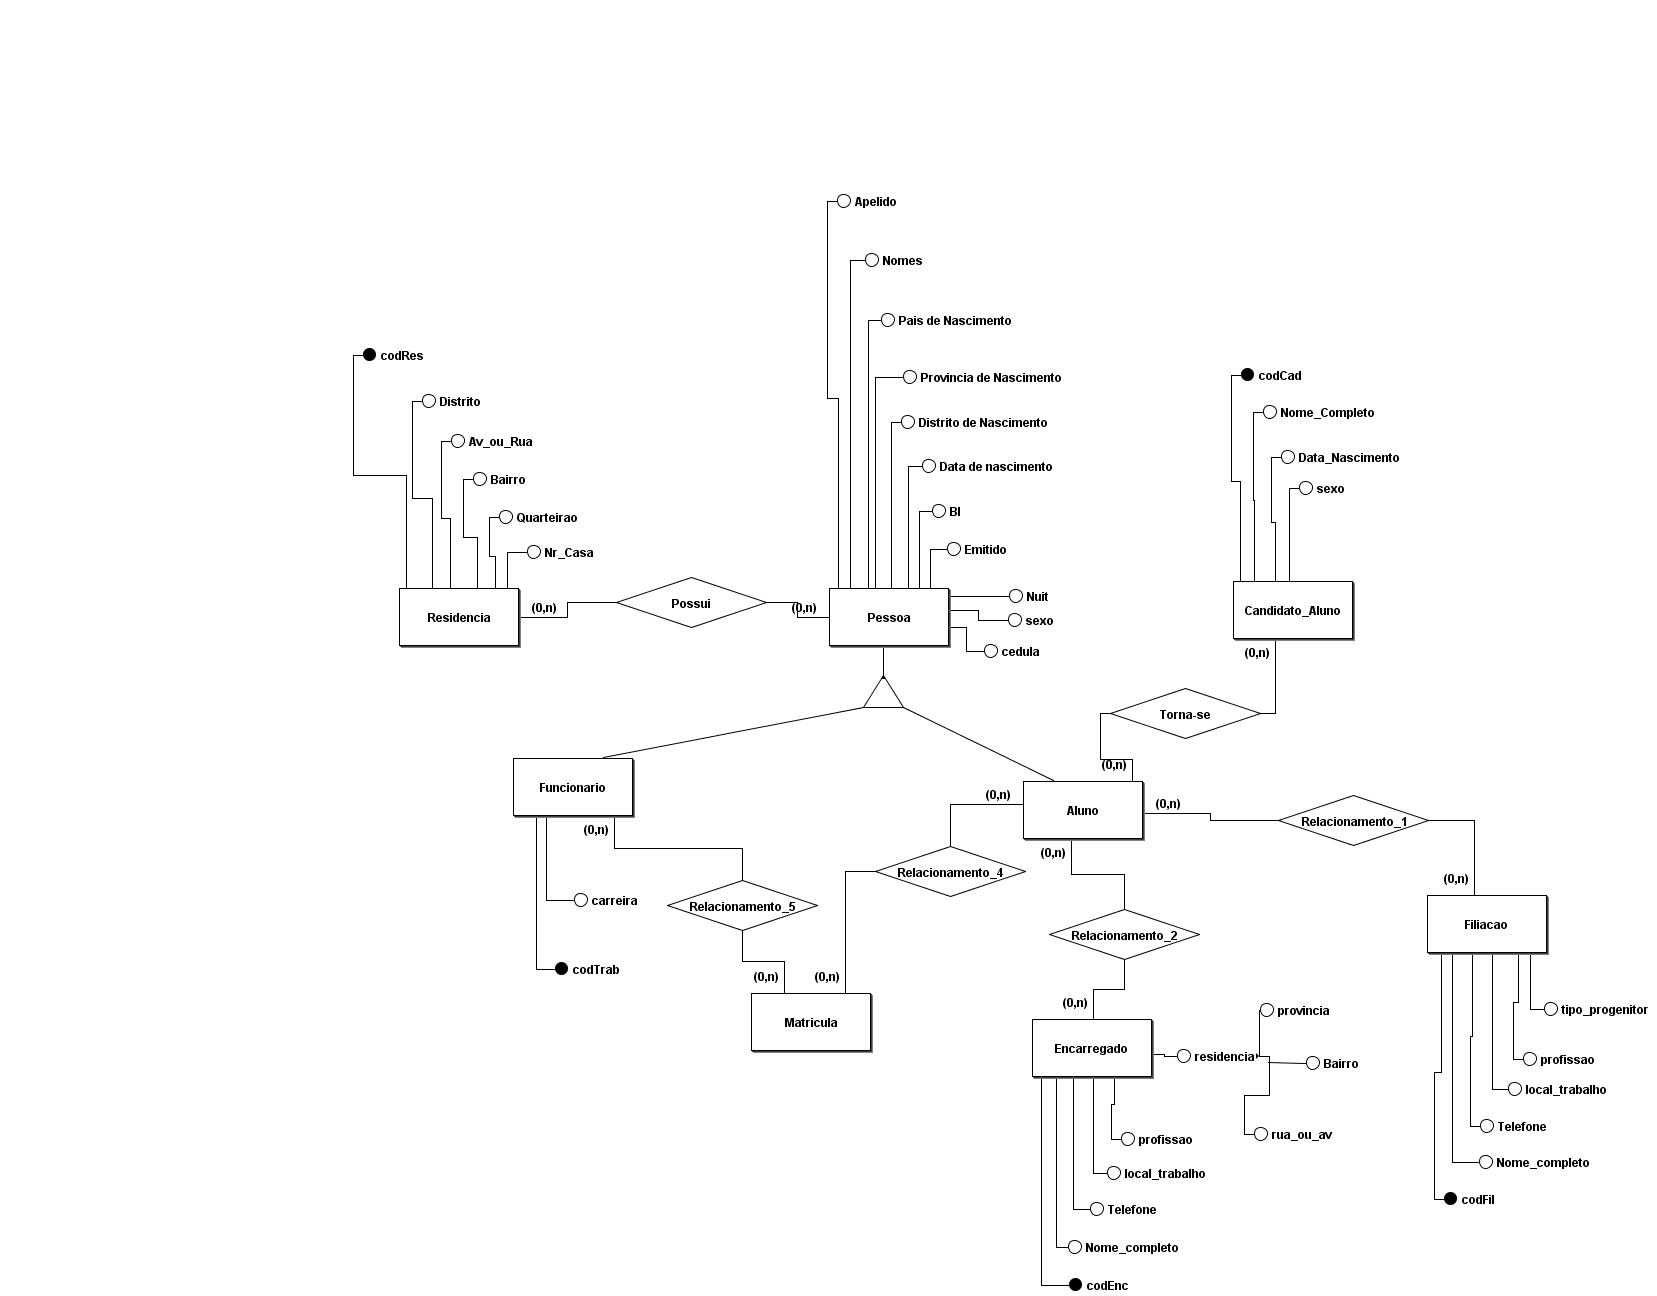 Apelido
Nomes
Pais de Nascimento
codRes
Provincia de Nascimento
codCad
Distrito
Nome_Completo
Distrito de Nascimento
Av_ou_Rua
Data_Nascimento
Data de nascimento
Bairro
sexo
BI
Quarteirao
Emitido
Nr_Casa
Nuit
(0,n)
Possui
(0,n)
Residencia
Pessoa
sexo
Candidato_Aluno
cedula
(0,n)
Torna-se
(0,n)
Funcionario
(0,n)
Aluno
(0,n)
Relacionamento_1
(0,n)
(0,n)
Relacionamento_4
(0,n)
carreira
Relacionamento_5
Relacionamento_2
Filiacao
codTrab
(0,n)
(0,n)
(0,n)
Matricula
provincia
tipo_progenitor
Encarregado
residencia
Bairro
profissao
local_trabalho
Telefone
rua_ou_av
profissao
Nome_completo
local_trabalho
codFil
Telefone
Nome_completo
codEnc